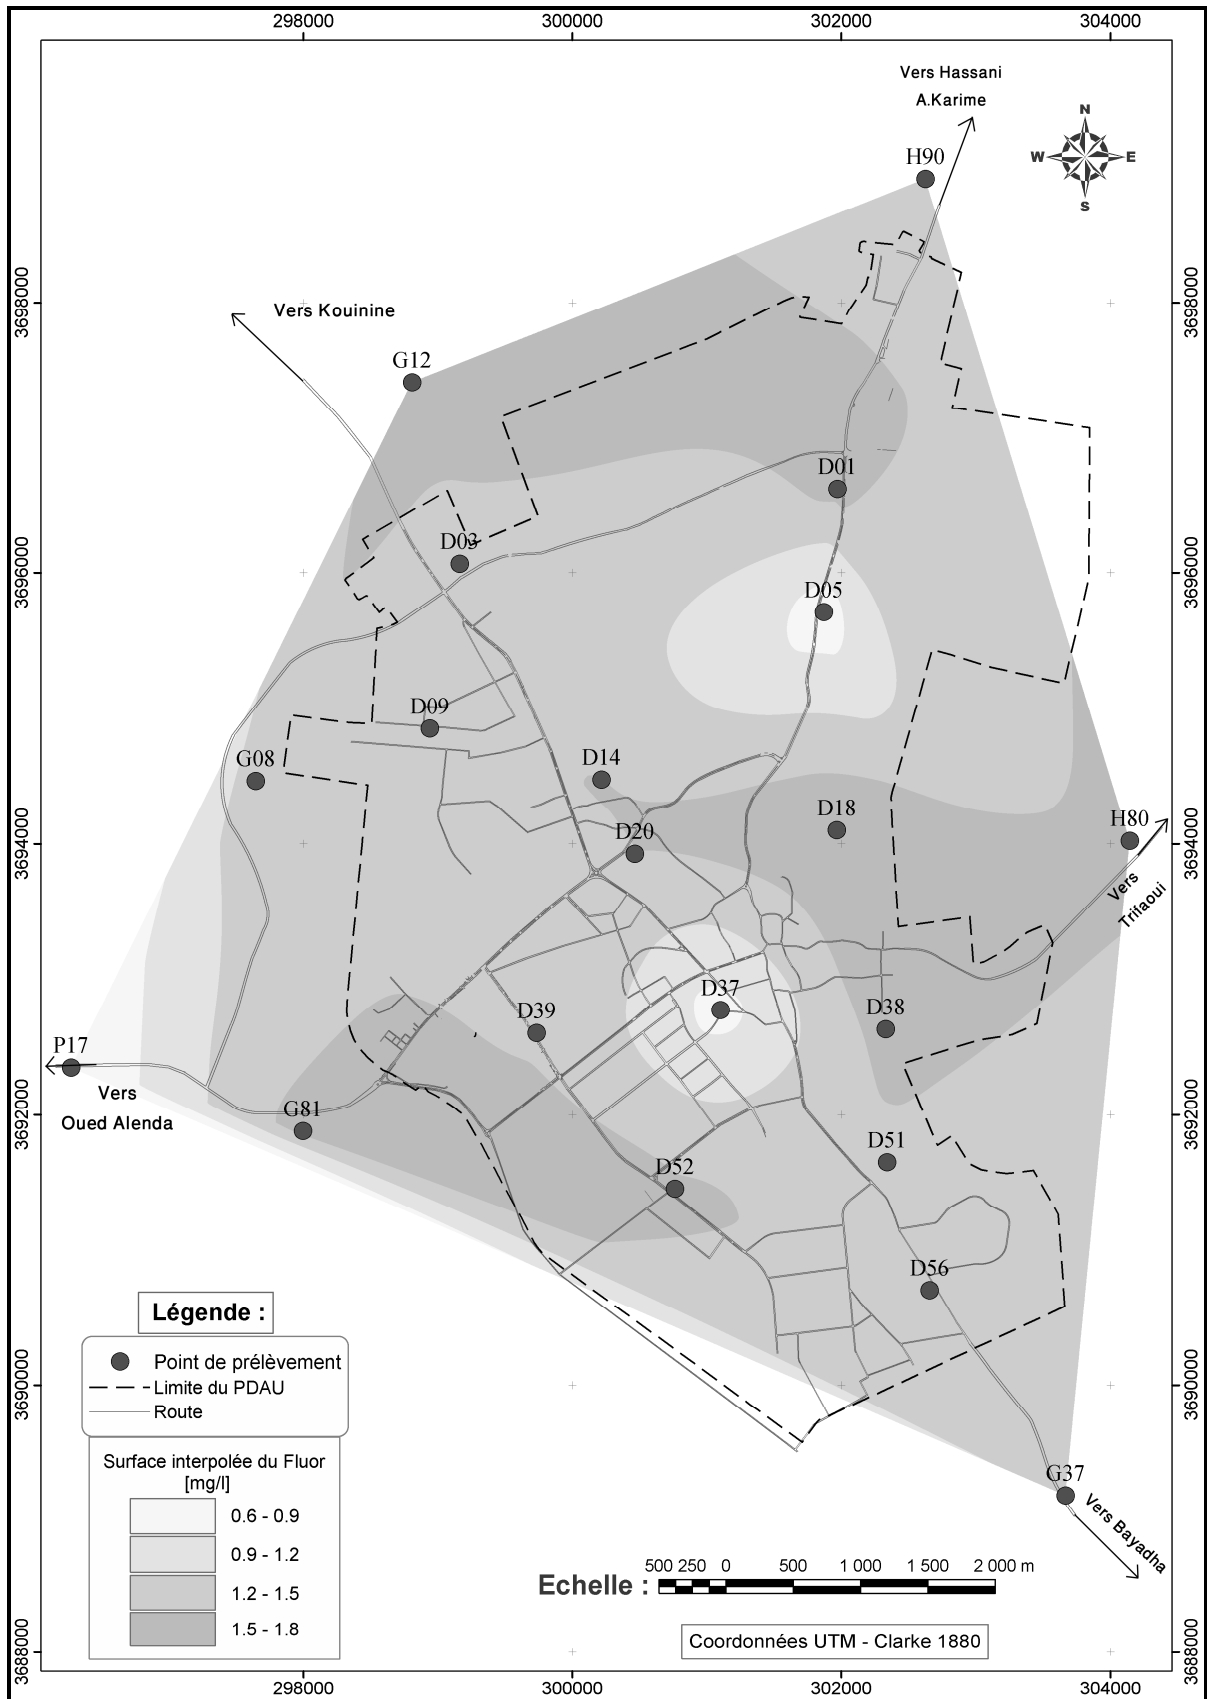 298000 300000 302000 304000
Vers Hassani
A.Karime
N
W E
S
H90
3698000 3698000
Vers Kouinine
G12
D01
D03
3696000 3696000
D05
D09
G08
D14
D18
H80
D20
3694000 3694000
Vers
Trifaoui
D37
D38
D39
P17
Vers
Oued Alenda
G81
3692000 3692000
D51
D52
D56
Légende :
Point de prélèvement
Limite du PDAU
Route
3690000 3690000
Surface interpolée du Fluor
[mg/l]
0.6 - 0.9
0.9 - 1.2
1.2 - 1.5
1.5 - 1.8
G37
Vers Bayadha
500 250 0 500 1 000 1 500 2 000 m
Echelle :
Coordonnées UTM - Clarke 1880
3688000 3688000
298000 300000 302000 304000